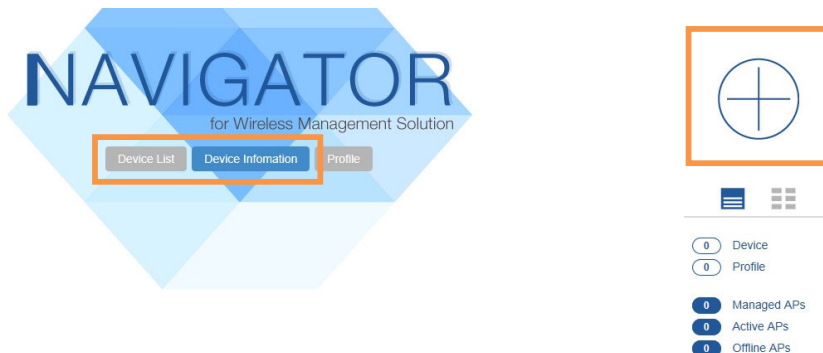 NAVIGATOR
for Wireless Management Solution
Device List Device Infomation Profile
0 Device
0 Profile
0 Managed APs
0 Active APs
0 Offline APs